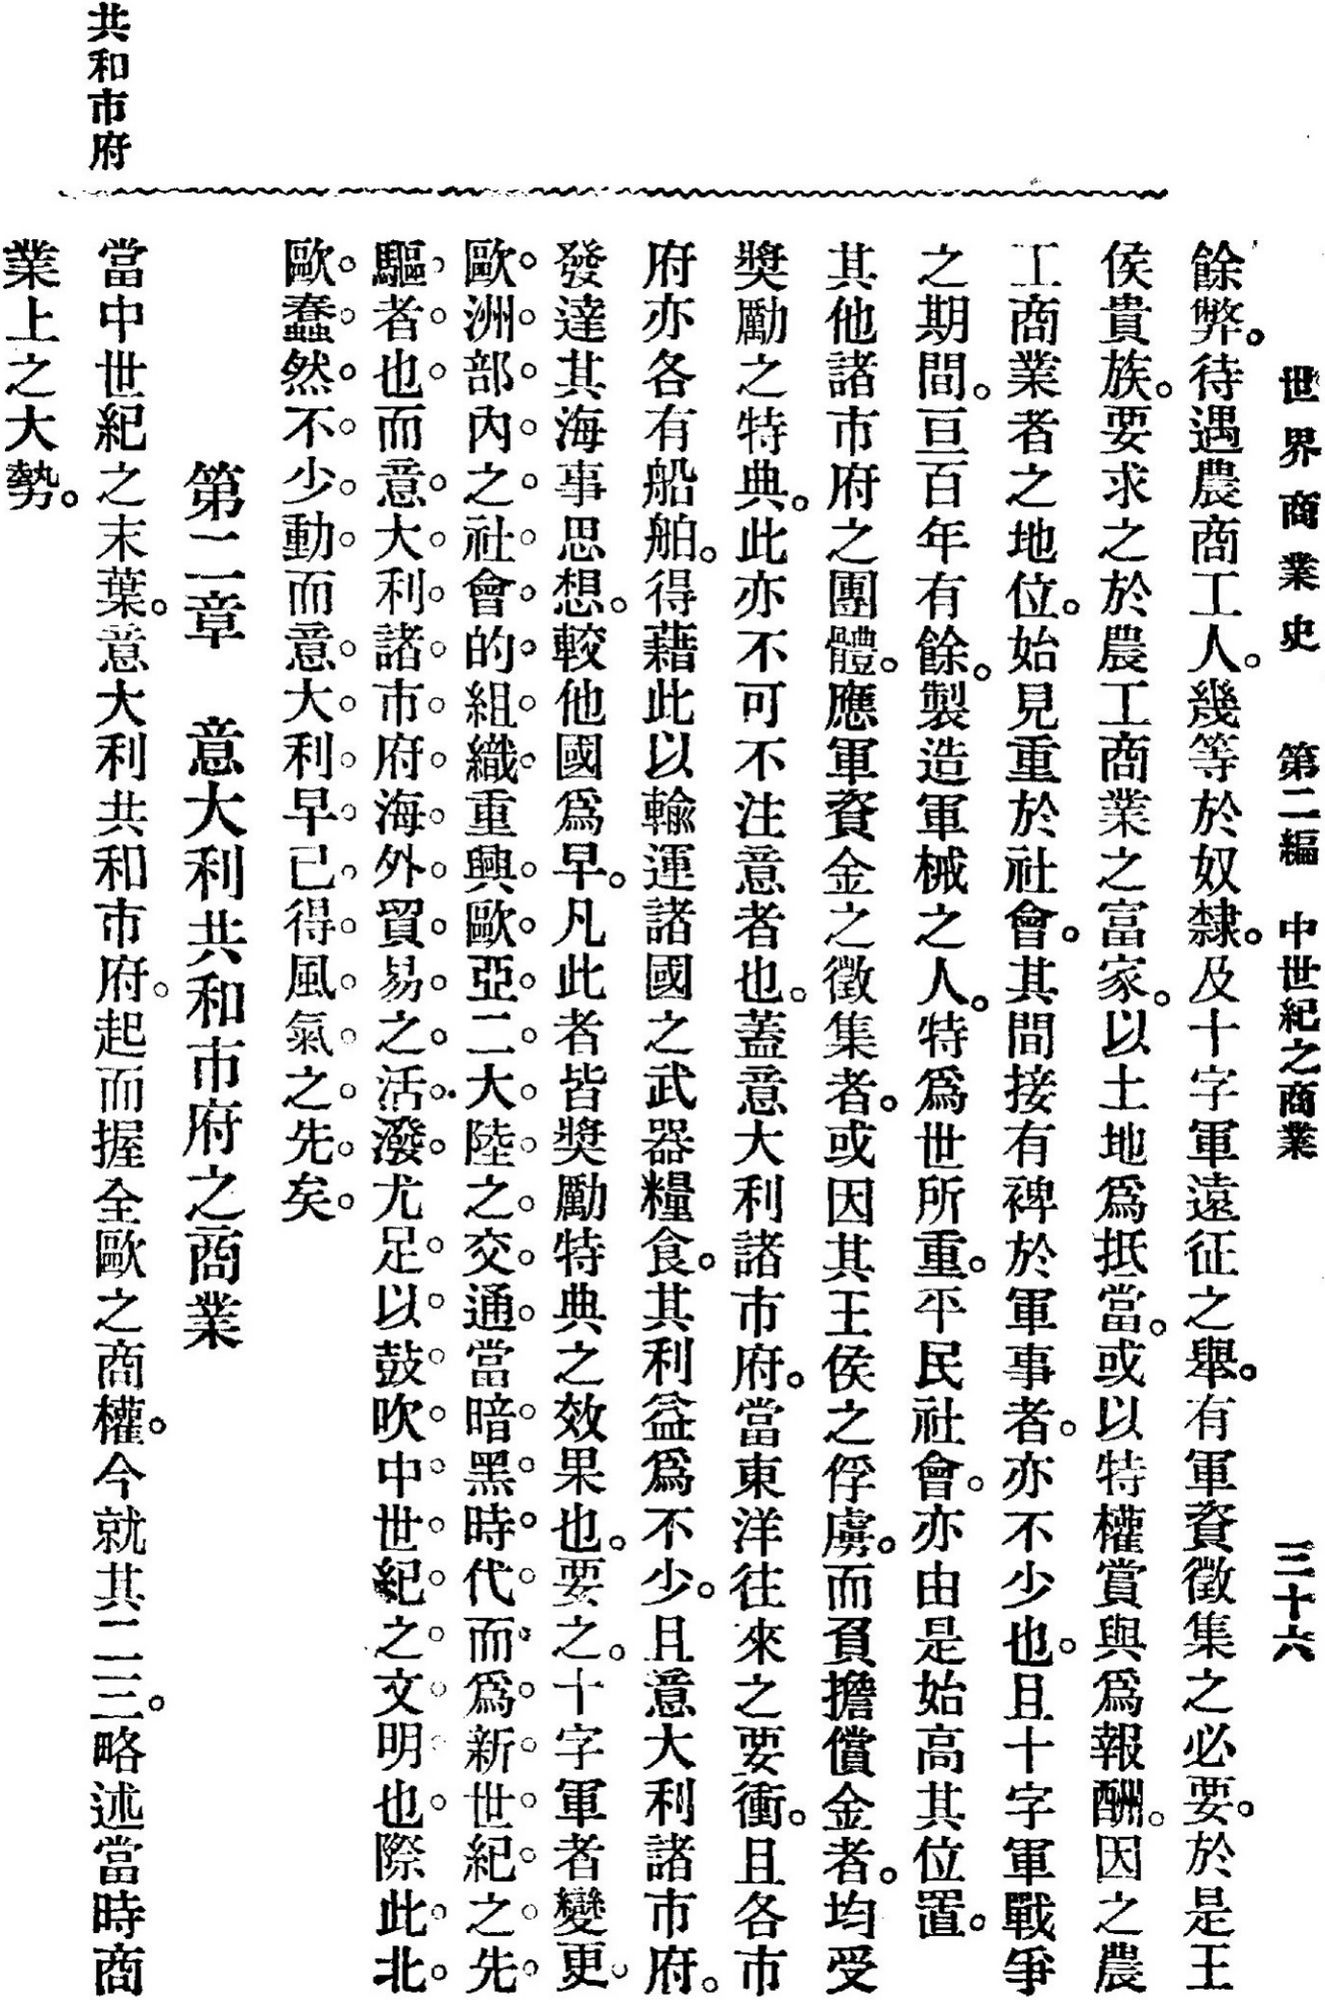 世界商業史　第二編　中世紀之商業　三十六
餘弊。待遇農商工人。幾等於奴隸。及十字軍遠征之舉。有軍資徵集之必要。於是王
侯貴族。要求之於農工商業之富家。以土地爲抵當。或以特權賞與爲報酬。因之農
工商業者之地位。始見重於社會。其間接有裨於軍事者。亦不少也。且十字軍戰爭
之期間。亘百年有餘。製造軍械之人。特爲世所重。平民社會。亦由是始高其位置。
其他諸市府之團體。應軍資金之徵集者。或因其王侯之俘虜。而負擔償金者。均受
獎勵之特典。此亦不可不注意者也。蓋意大利諸市府。當東洋往來之要衝。且各市
府亦各有船舶。得藉此以輸運諸國之武器糧食。其利益爲不少。且意大利諸市府。
發達其海事思想。較他國爲早。凡此者皆獎勵特典之效果也。要之。十字軍者變更。
歐洲部內之社會的組織重興歐亞二大陸之交通當暗黑時代而爲新世紀之先
驅者也而意大利諸市府海外貿易之活潑尤足以鼓吹中世紀之文明也際此北
歐蠢然不少動而意大利早已得風氣之先矣。
第二章　意大利共和市府之商業
共和市府
當中世紀之末葉。意大利共和市府。起而握全歐之商權。今就其二三。略述當時商
業上之大勢。